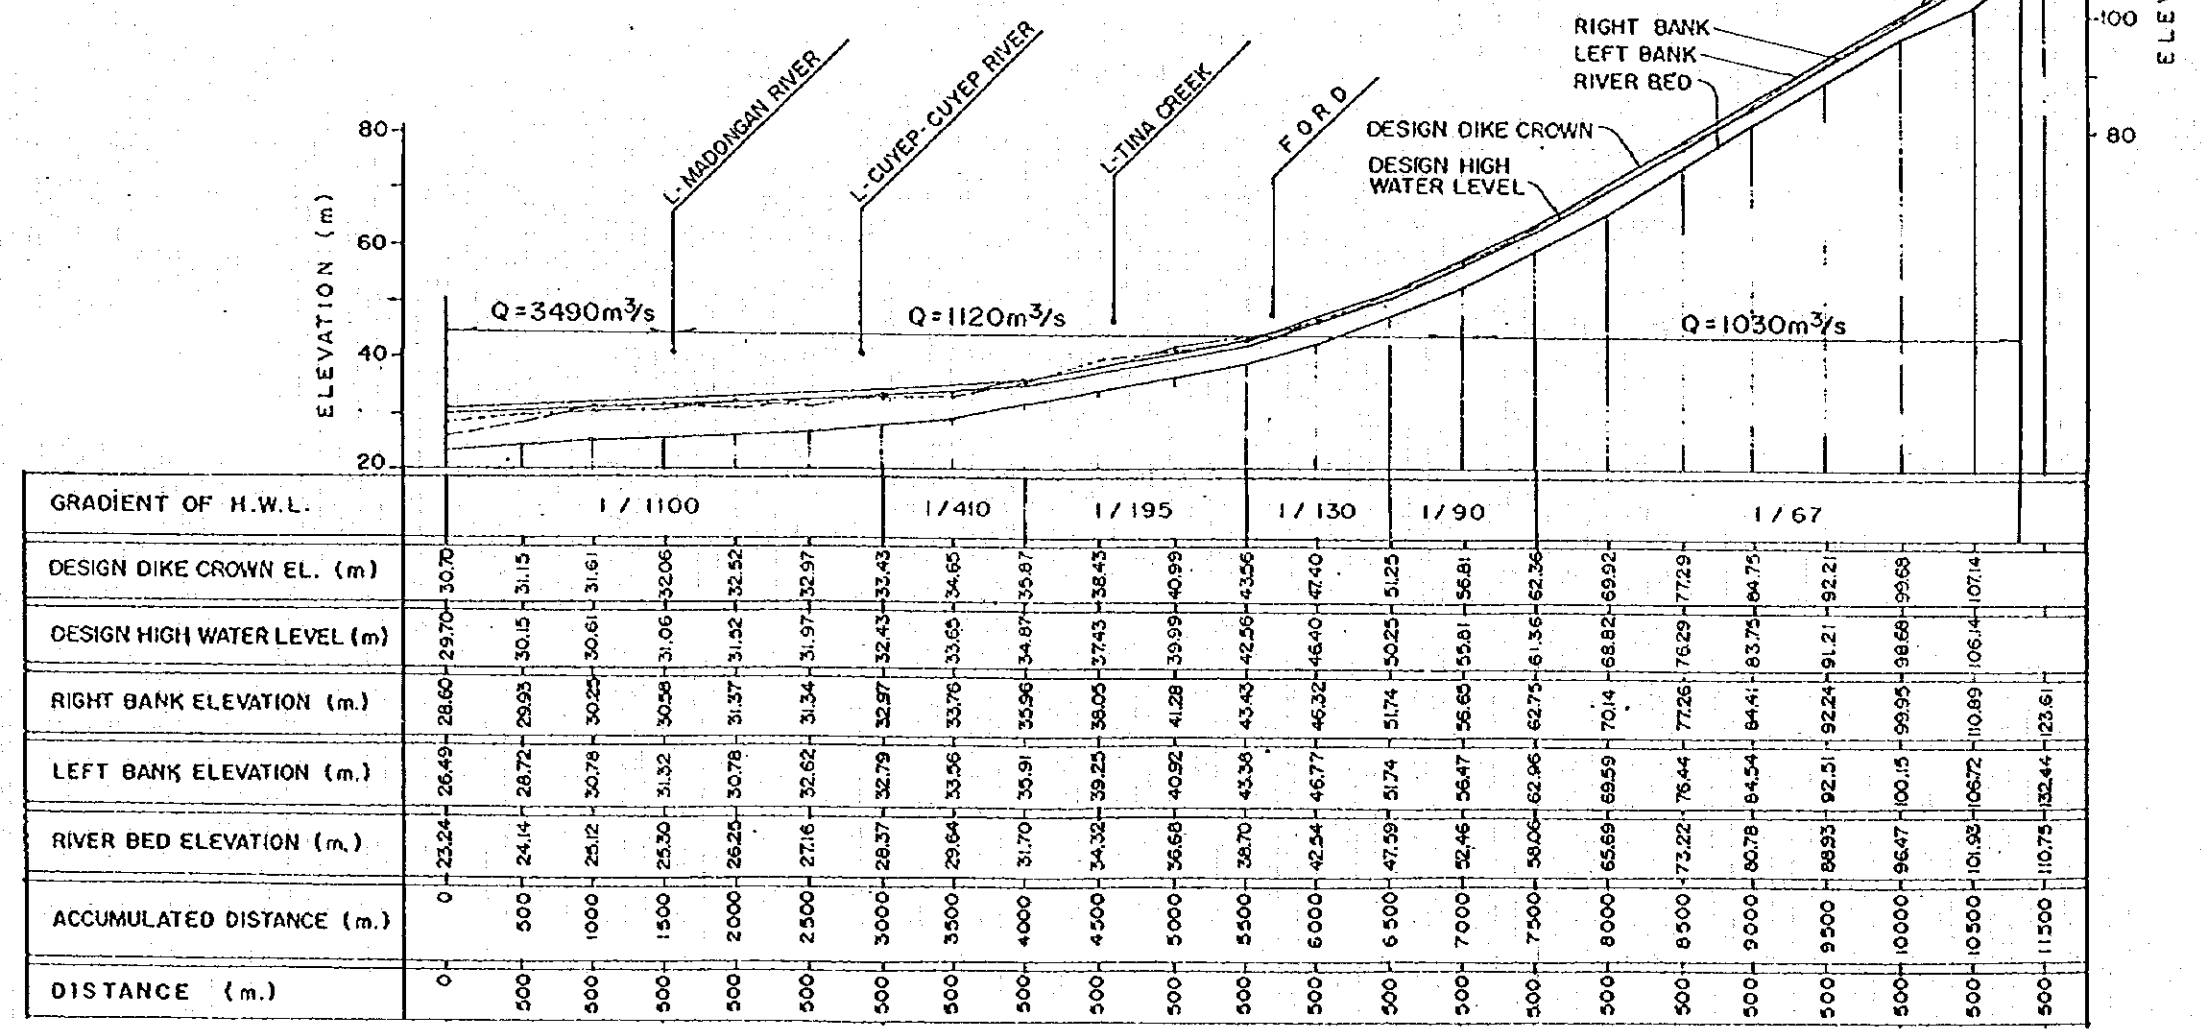 100
ELEV
RIGHT BANK
LEFT BANK
RIVER BED
L-MADONGAN RIVER
L-CUYEP-CUYEP RIVER
L-TINA CREEK
FORD
DESIGN DIKE CROWN
DESIGN HIGH
WATER LEVEL
80
80
60
40
20
ELEVATION (m)
Q=3490m³/s
Q=1120m³/s
Q=1030m³/s
GRADIENT OF H.W.L. 1/1100 1/410 1/195 1/130 1/90 1/67
DESIGN DIKE CROWN EL. (m) 30.70 31.15 31.61 32.06 32.52 32.97 33.43 34.65 35.87 38.43 40.99 43.56 47.40 51.25 56.81 62.36 69.92 77.29 84.75 92.21 99.68 107.14
DESIGN HIGH WATER LEVEL (m) 29.70 30.15 30.61 31.06 31.52 31.97 32.43 33.65 34.87 37.43 39.99 42.56 46.40 50.25 55.81 61.36 68.82 76.29 83.75 91.21 98.68 106.14
RIGHT BANK ELEVATION (m.) 28.60 29.93 30.25 30.58 31.37 31.34 32.97 33.76 35.96 38.05 41.28 43.43 46.32 51.74 56.65 62.75 70.14 77.26 84.41 92.24 99.95 110.89 123.61
LEFT BANK ELEVATION (m.) 26.49 28.72 30.78 31.32 30.78 32.62 32.79 33.56 35.91 39.25 40.92 43.38 46.77 51.74 56.47 62.96 69.59 76.44 84.54 92.51 100.15 106.72 132.44
RIVER BED ELEVATION (m.) 23.24 24.14 25.12 25.30 26.25 27.16 28.37 29.64 31.70 34.32 36.68 38.70 42.54 47.59 52.46 58.06 65.69 73.22 80.78 88.93 96.47 101.93 110.75
ACCUMULATED DISTANCE (m.) 0 500 1000 1500 2000 2500 3000 3500 4000 4500 5000 5500 6000 6500 7000 7500 8000 8500 9000 9500 10000 10500 11500
DISTANCE (m.) 0 500 500 500 500 500 500 500 500 500 500 500 500 500 500 500 500 500 500 500 500 500 500